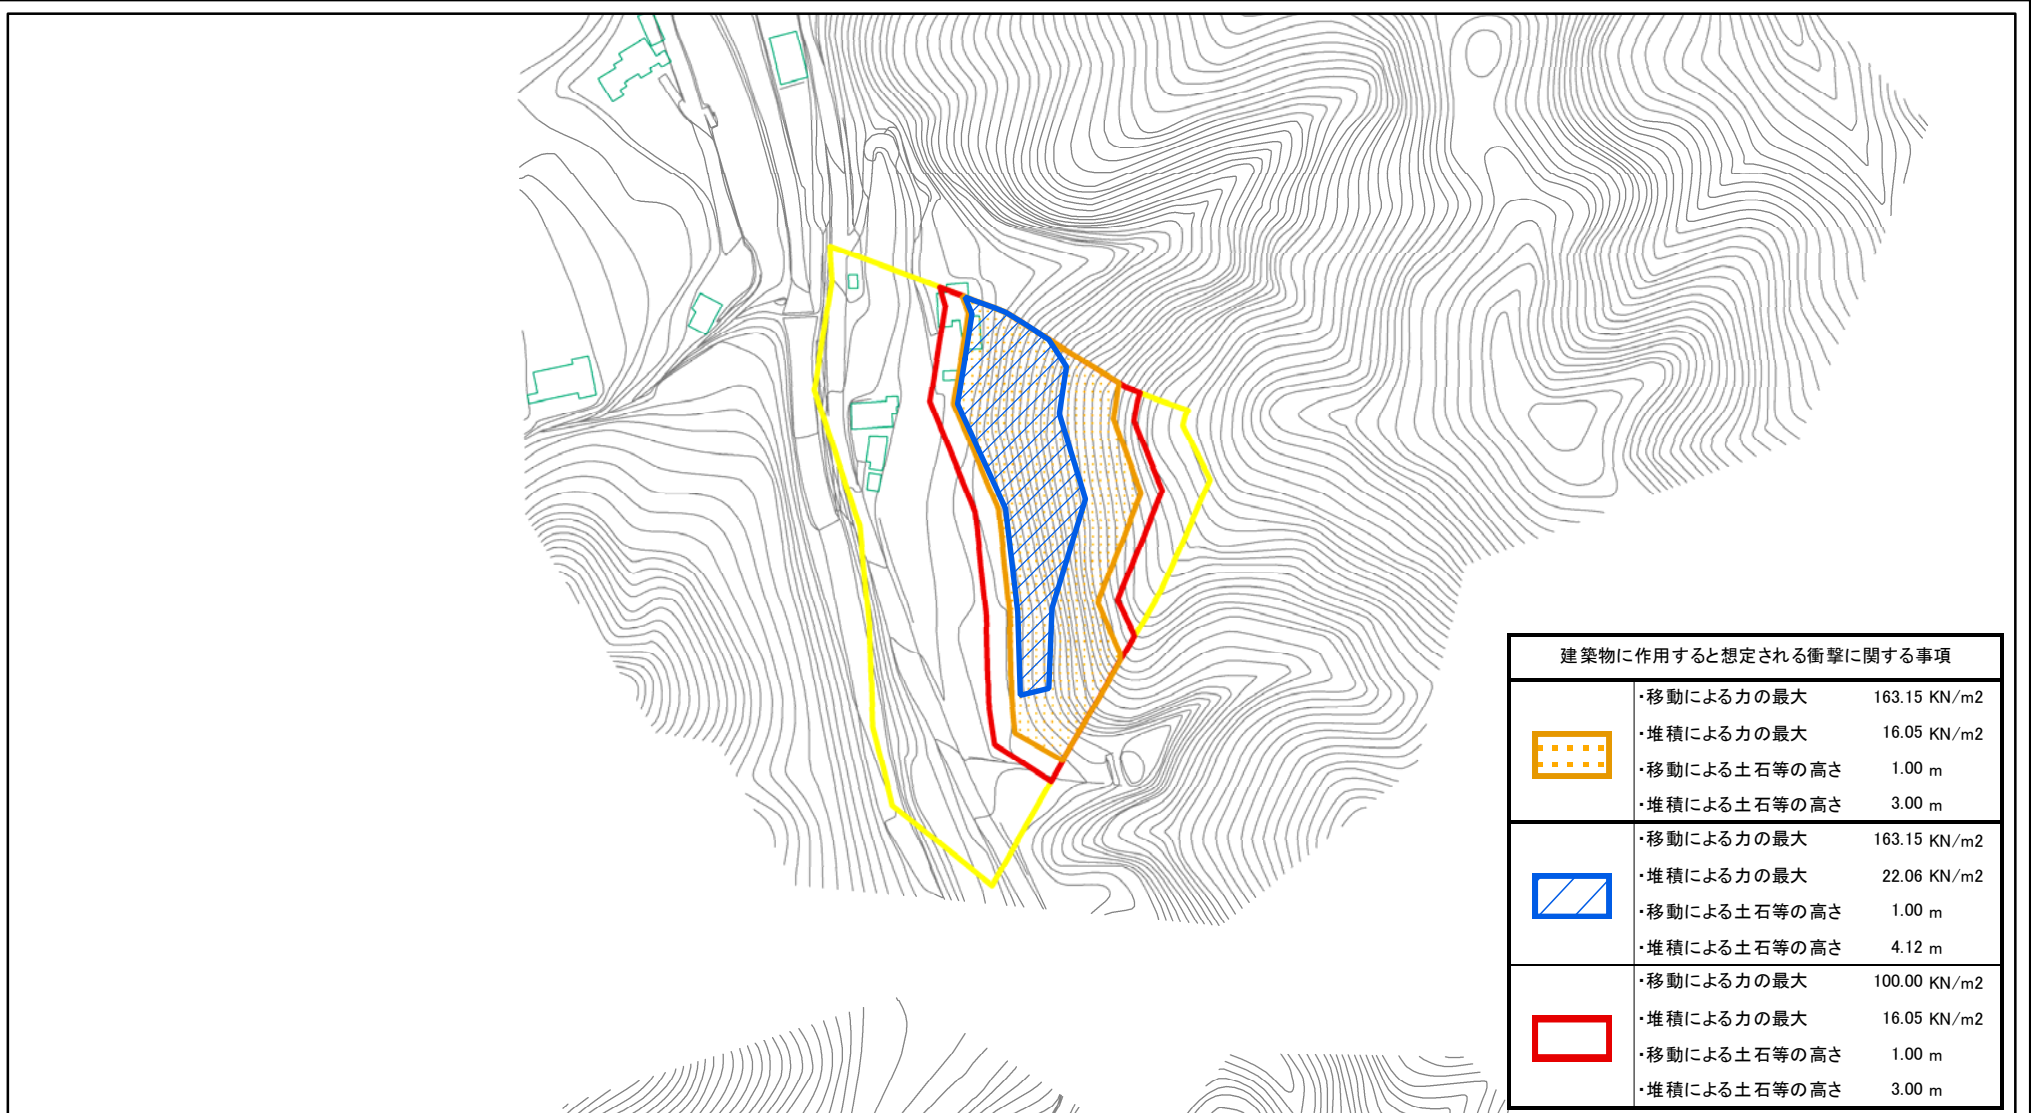 建築物に作用すると想定される衝撃に関する事項
・移動による力の最大 163.15 KN/m2
・堆積による力の最大 16.05 KN/m2
・移動による土石等の高さ 1.00 m
・堆積による土石等の高さ 3.00 m
・移動による力の最大 163.15 KN/m2
・堆積による力の最大 22.06 KN/m2
・移動による土石等の高さ 1.00 m
・堆積による土石等の高さ 4.12 m
・移動による力の最大 100.00 KN/m2
・堆積による力の最大 16.05 KN/m2
・移動による土石等の高さ 1.00 m
・堆積による土石等の高さ 3.00 m